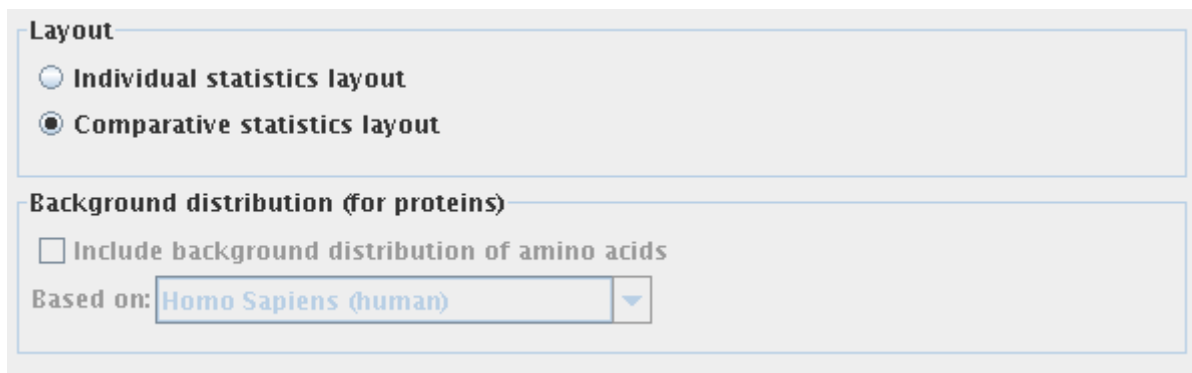 Layout
Individual statistics layout
Comparative statistics layout
Background distribution (for proteins)
Include background distribution of amino acids
Based on: Homo Sapiens (human)